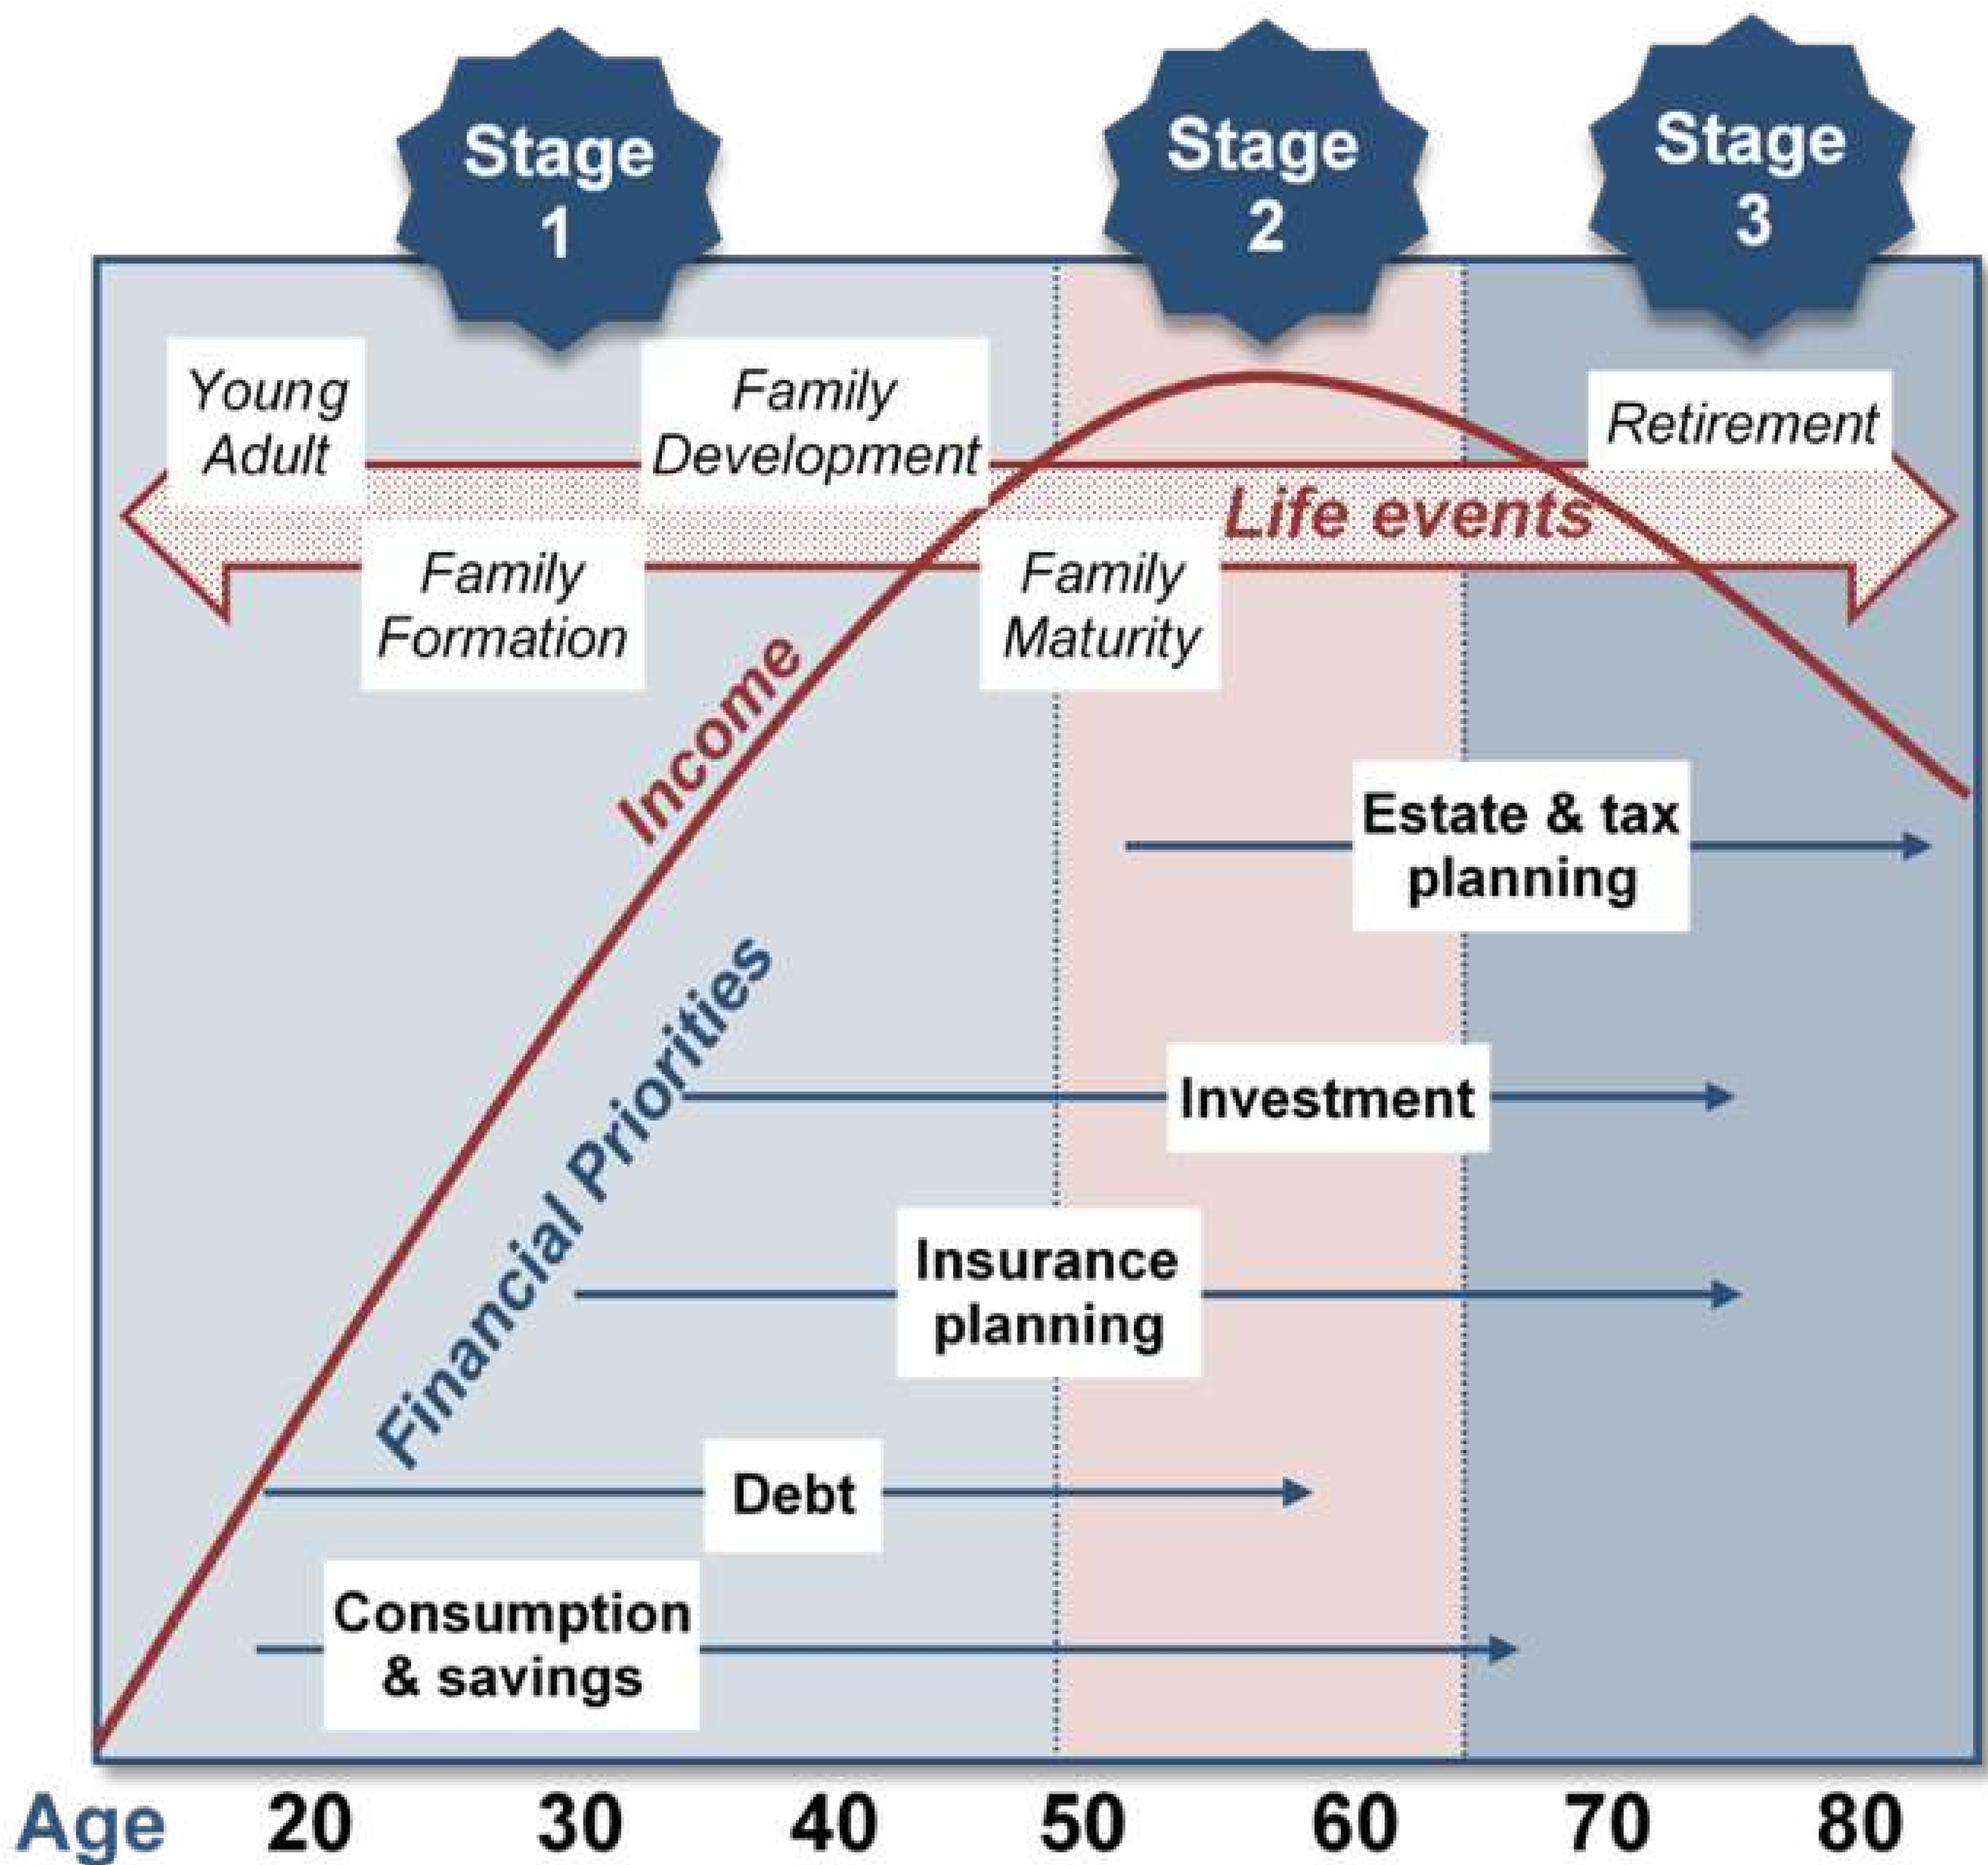 Stage
1
Stage
2
Stage
3
Young
Adult
Family
Development
Retirement
Life events
Family
Formation
Family
Maturity
Income
Estate & tax
planning
Financial Priorities
Investment
Insurance
planning
Debt
Consumption
& savings
Age 20 30 40 50 60 70 80